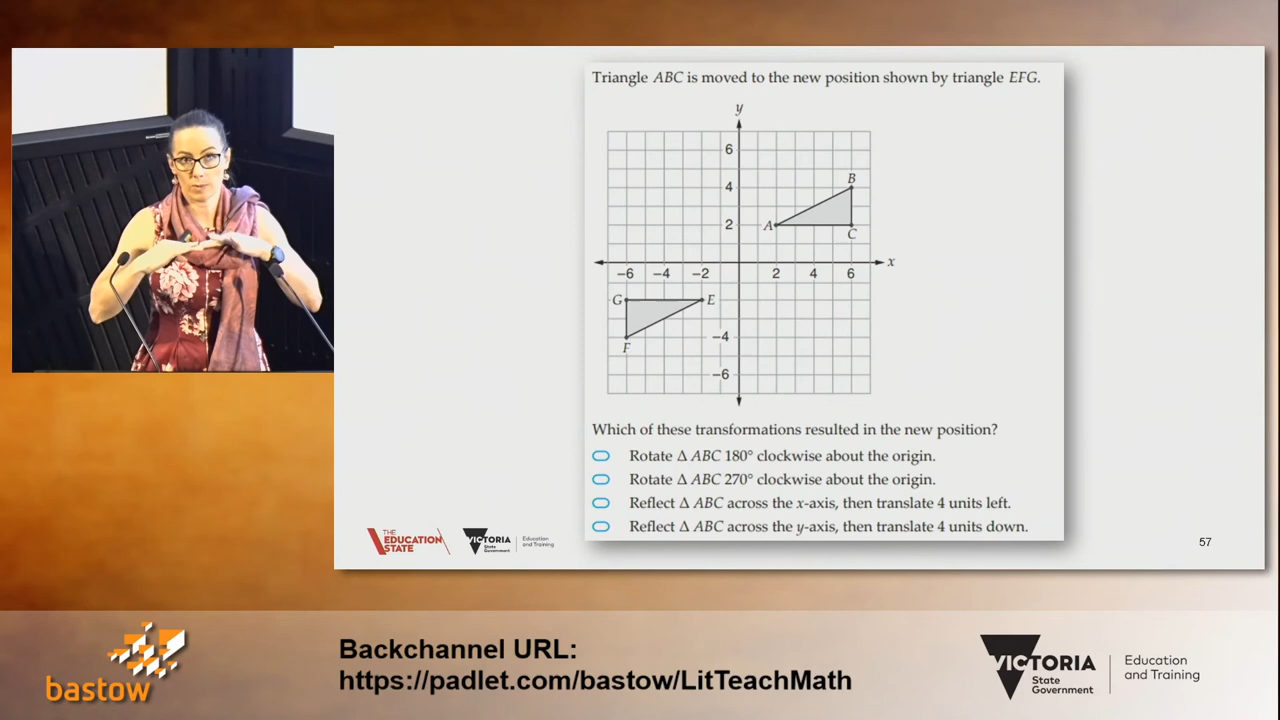 Triangle ABC is moved to the new position shown by triangle EFG.
y
6
B
4
A
2
C
x
−6 −4 −2 2 4 6
G E
F
−4
−6
Which of these transformations resulted in the new position?
Rotate Δ ABC 180° clockwise about the origin.
Rotate Δ ABC 270° clockwise about the origin.
Reflect Δ ABC across the x-axis, then translate 4 units left.
Reflect Δ ABC across the y-axis, then translate 4 units down.
THE
EDUCATION
STATE
VICTORIA
State
Government
Education
and Training
57
bastow
Backchannel URL:
https://padlet.com/bastow/LitTeachMath
VICTORIA
State
Government
Education
and Training